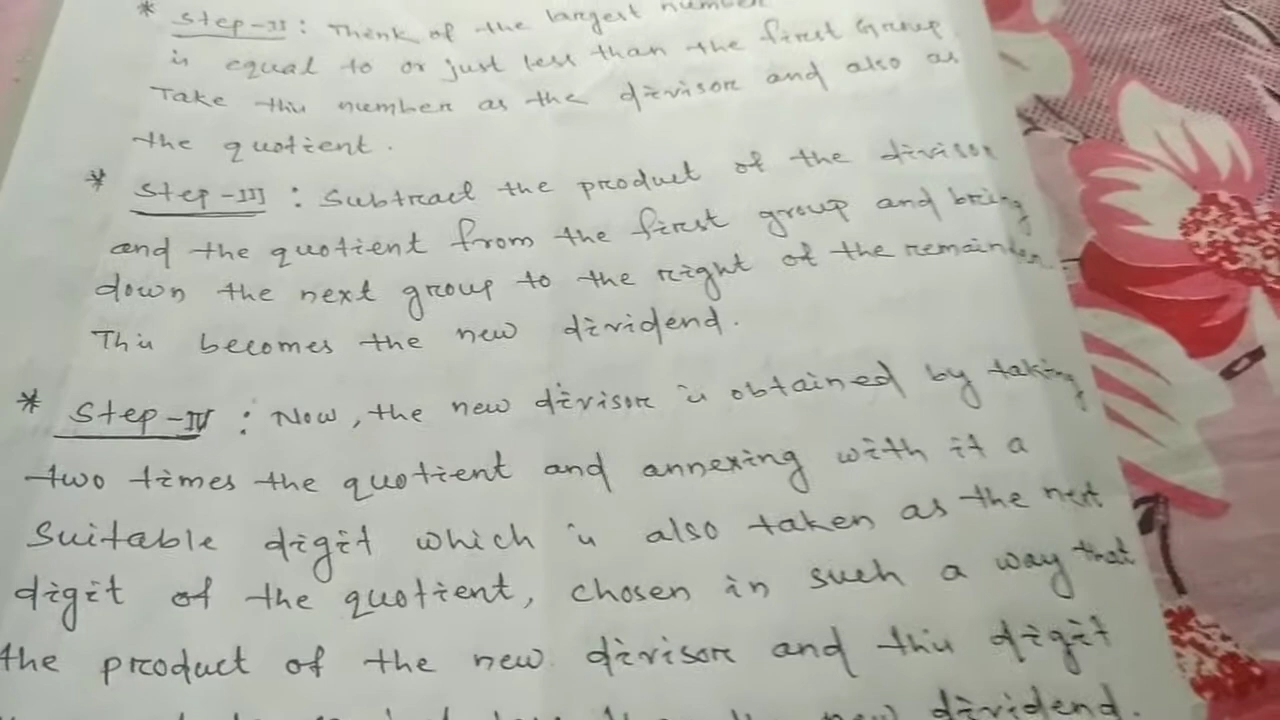 * Step-II : Think of the largest number
is equal to or just less than the first Group
Take this number as the divisor and also as
the quotient.
* Step-III : Subtract the product of the divisor
and the quotient from the first group and bring
down the next group to the right of the remainder.
This becomes the new dividend.
* Step-IV : Now, the new divisor is obtained by taking
two times the quotient and annexing with it a
suitable digit which is also taken as the next
digit of the quotient, chosen in such a way that
the product of the new divisor and this digit
new dividend.